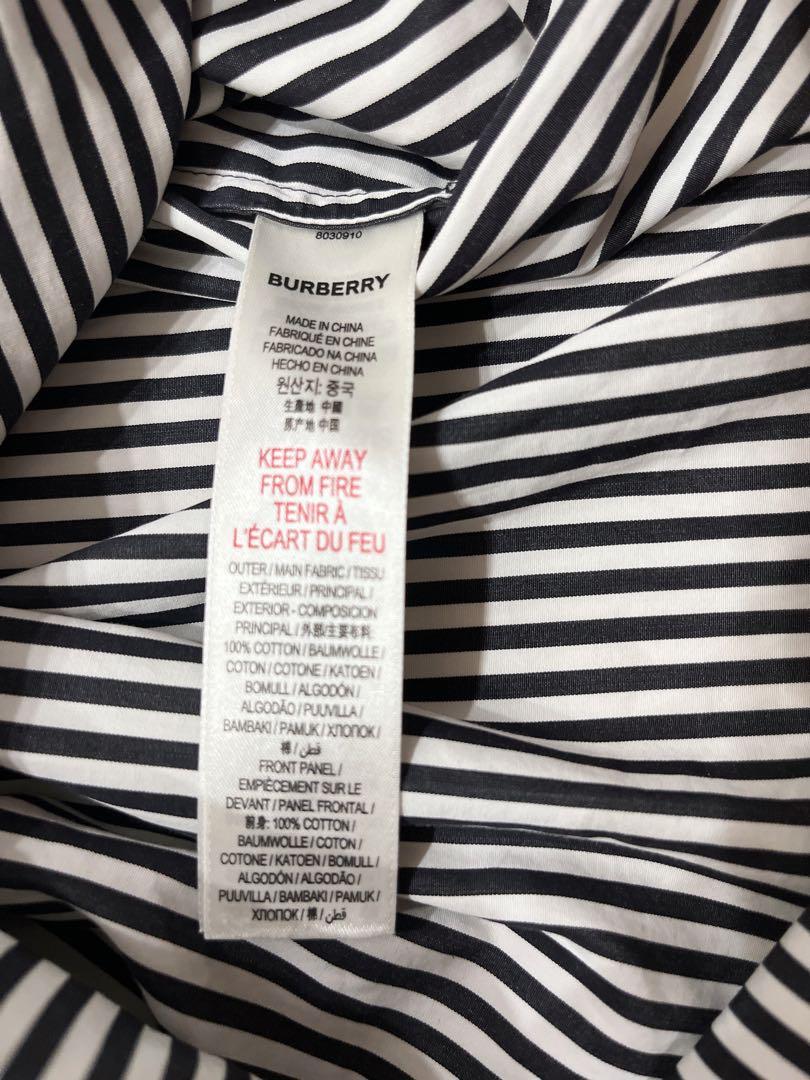 8030910
BURBERRY
MADE IN CHINA
FABRIQUÉ EN CHINE
FABRICADO NA CHINA
HECHO EN CHINA
원산지: 중국
生產地 中國
原产地 中国
KEEP AWAY
FROM FIRE
TENIR À
L'ÉCART DU FEU
OUTER / MAIN FABRIC / TISSU
EXTÉRIEUR / PRINCIPAL /
EXTERIOR - COMPOSICION
PRINCIPAL / 外部/主要布料
100% COTTON / BAUMWOLLE /
COTON / COTONE / KATOEN /
BOMULL / ALGODÓN /
ALGODÃO / PUUVILLA /
BAMBAKI / PAMUK / ХЛОПОК /
棉 / قطن
FRONT PANEL /
EMPIÈCEMENT SUR LE
DEVANT / PANEL FRONTAL /
前身: 100% COTTON /
BAUMWOLLE / COTON /
COTONE / KATOEN / BOMULL /
ALGODÓN / ALGODÃO /
PUUVILLA / BAMBAKI / PAMUK /
ХЛОПОК / 棉 / قطن